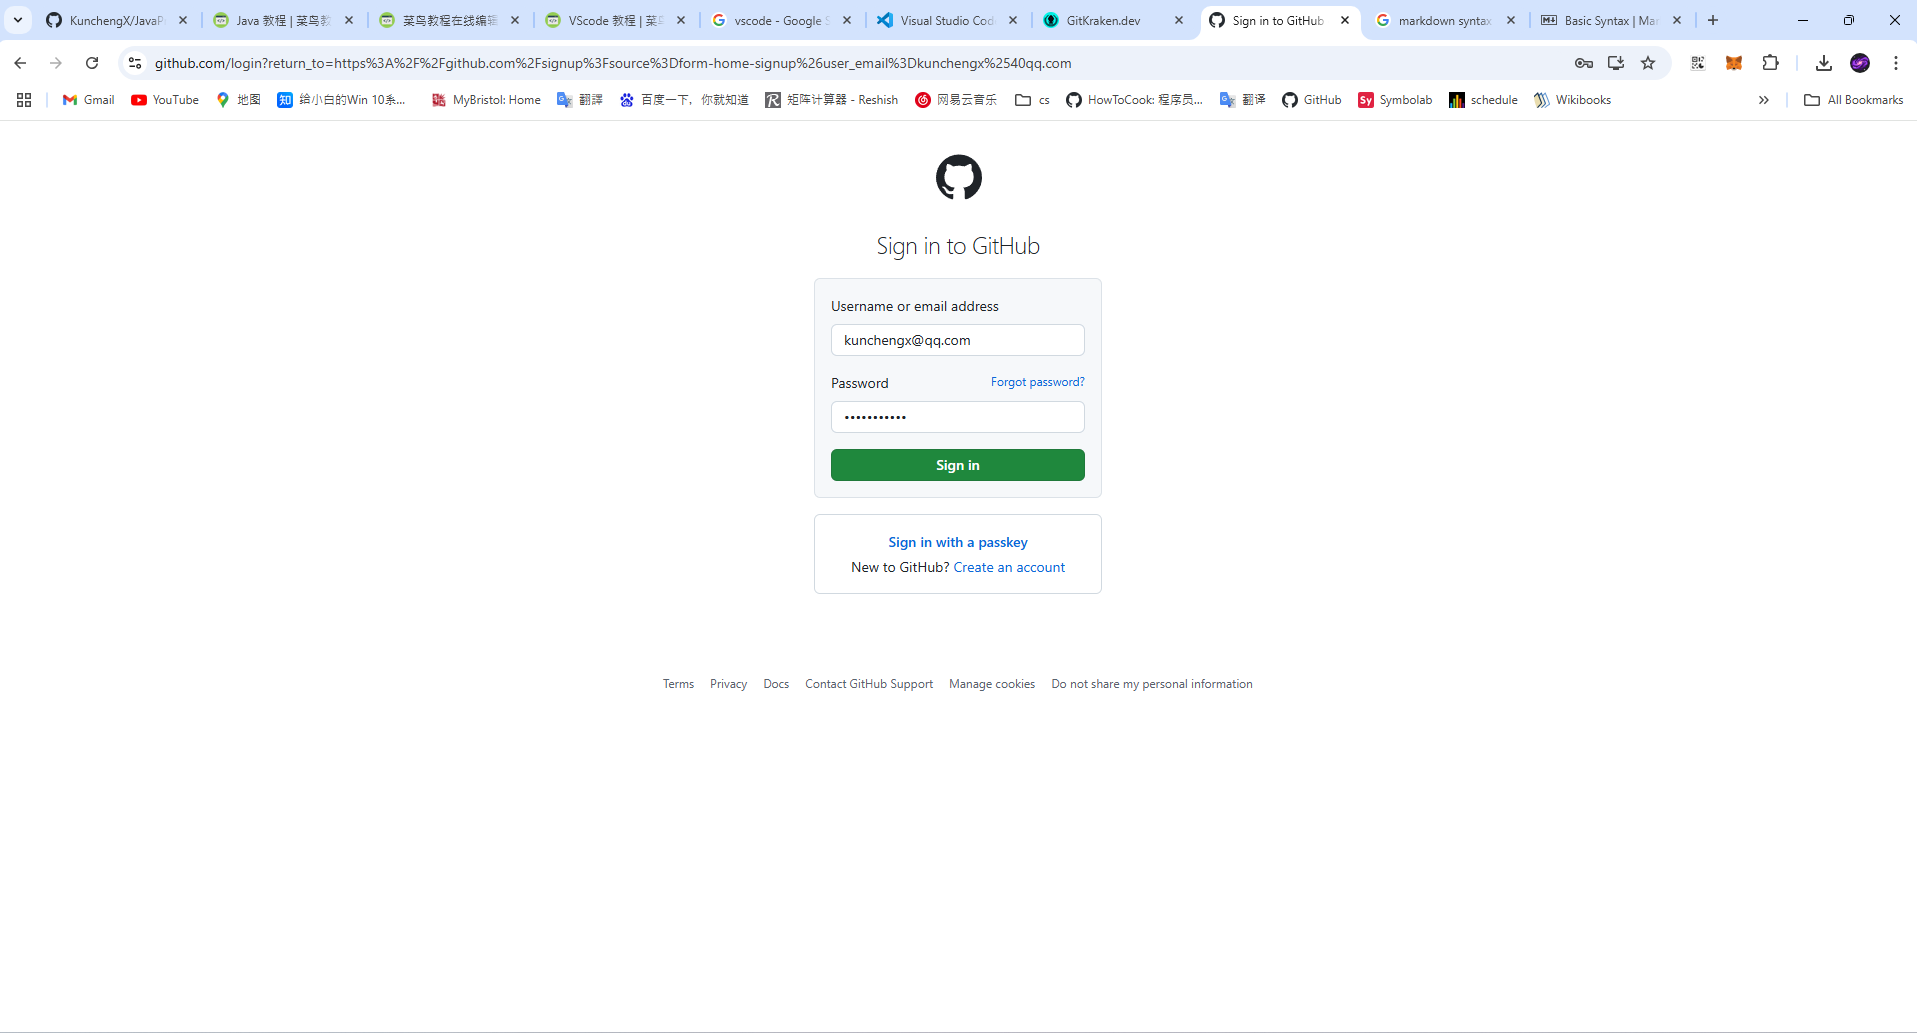 KunchengX/JavaP
Java 教程 | 菜鸟教
菜鸟教程在线编辑
VScode 教程 | 菜鸟
vscode - Google S
Visual Studio Cod
GitKraken.dev
Sign in to GitHub
markdown syntax
Basic Syntax | Mar
github.com/login?return_to=https%3A%2F%2Fgithub.com%2Fsignup%3Fsource%3Dform-home-signup%26user_email%3Dkunchengx%2540qq.com
Gmail
YouTube
地图
知
给小白的Win 10系...
MyBristol: Home
翻譯
百度一下，你就知道
矩阵计算器 - Reshish
网易云音乐
cs
HowToCook: 程序员...
翻译
GitHub
Sy
Symbolab
schedule
Wikibooks
All Bookmarks
Sign in to GitHub
Username or email address
kunchengx@qq.com
Password Forgot password?
Sign in
Sign in with a passkey
New to GitHub? Create an account
Terms Privacy Docs Contact GitHub Support Manage cookies Do not share my personal information